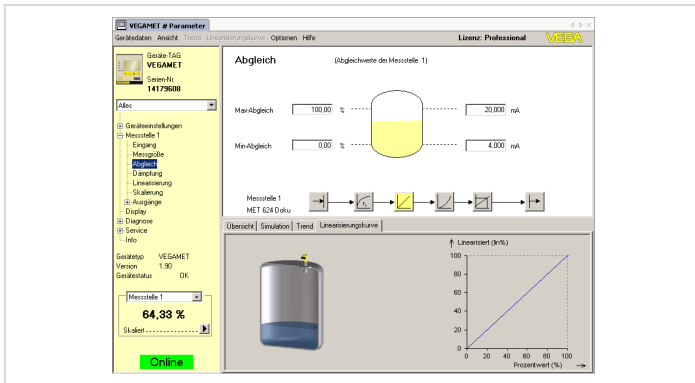 VEGAMET # Parameter
Gerätedaten Ansicht Trend Linearisierungskurve Optionen Hilfe
Lizenz: Professional
VEGA
Geräte-TAG
VEGAMET
Serien-Nr.
14179608
Alles
Geräteeinstellungen
Messstelle 1
Eingang
Messgröße
Abgleich
Dämpfung
Linearisierung
Skalierung
Ausgänge
Display
Diagnose
Service
Info
Gerätetyp VEGAMET
Version 1.90
Gerätestatus OK
Messstelle 1
64,33 %
Skaliert
Online
Abgleich (Abgleichwerte der Messstelle 1)
Max-Abgleich 100,00 % 20,000 mA
Min-Abgleich 0,00 % 4,000 mA
Messstelle 1
MET 624 Doku
Übersicht Simulation Trend Linearisierungskurve
Linearisiert (lin%)
100
80
60
40
20
0
0 20 40 60 80 100
Prozentwert (%)